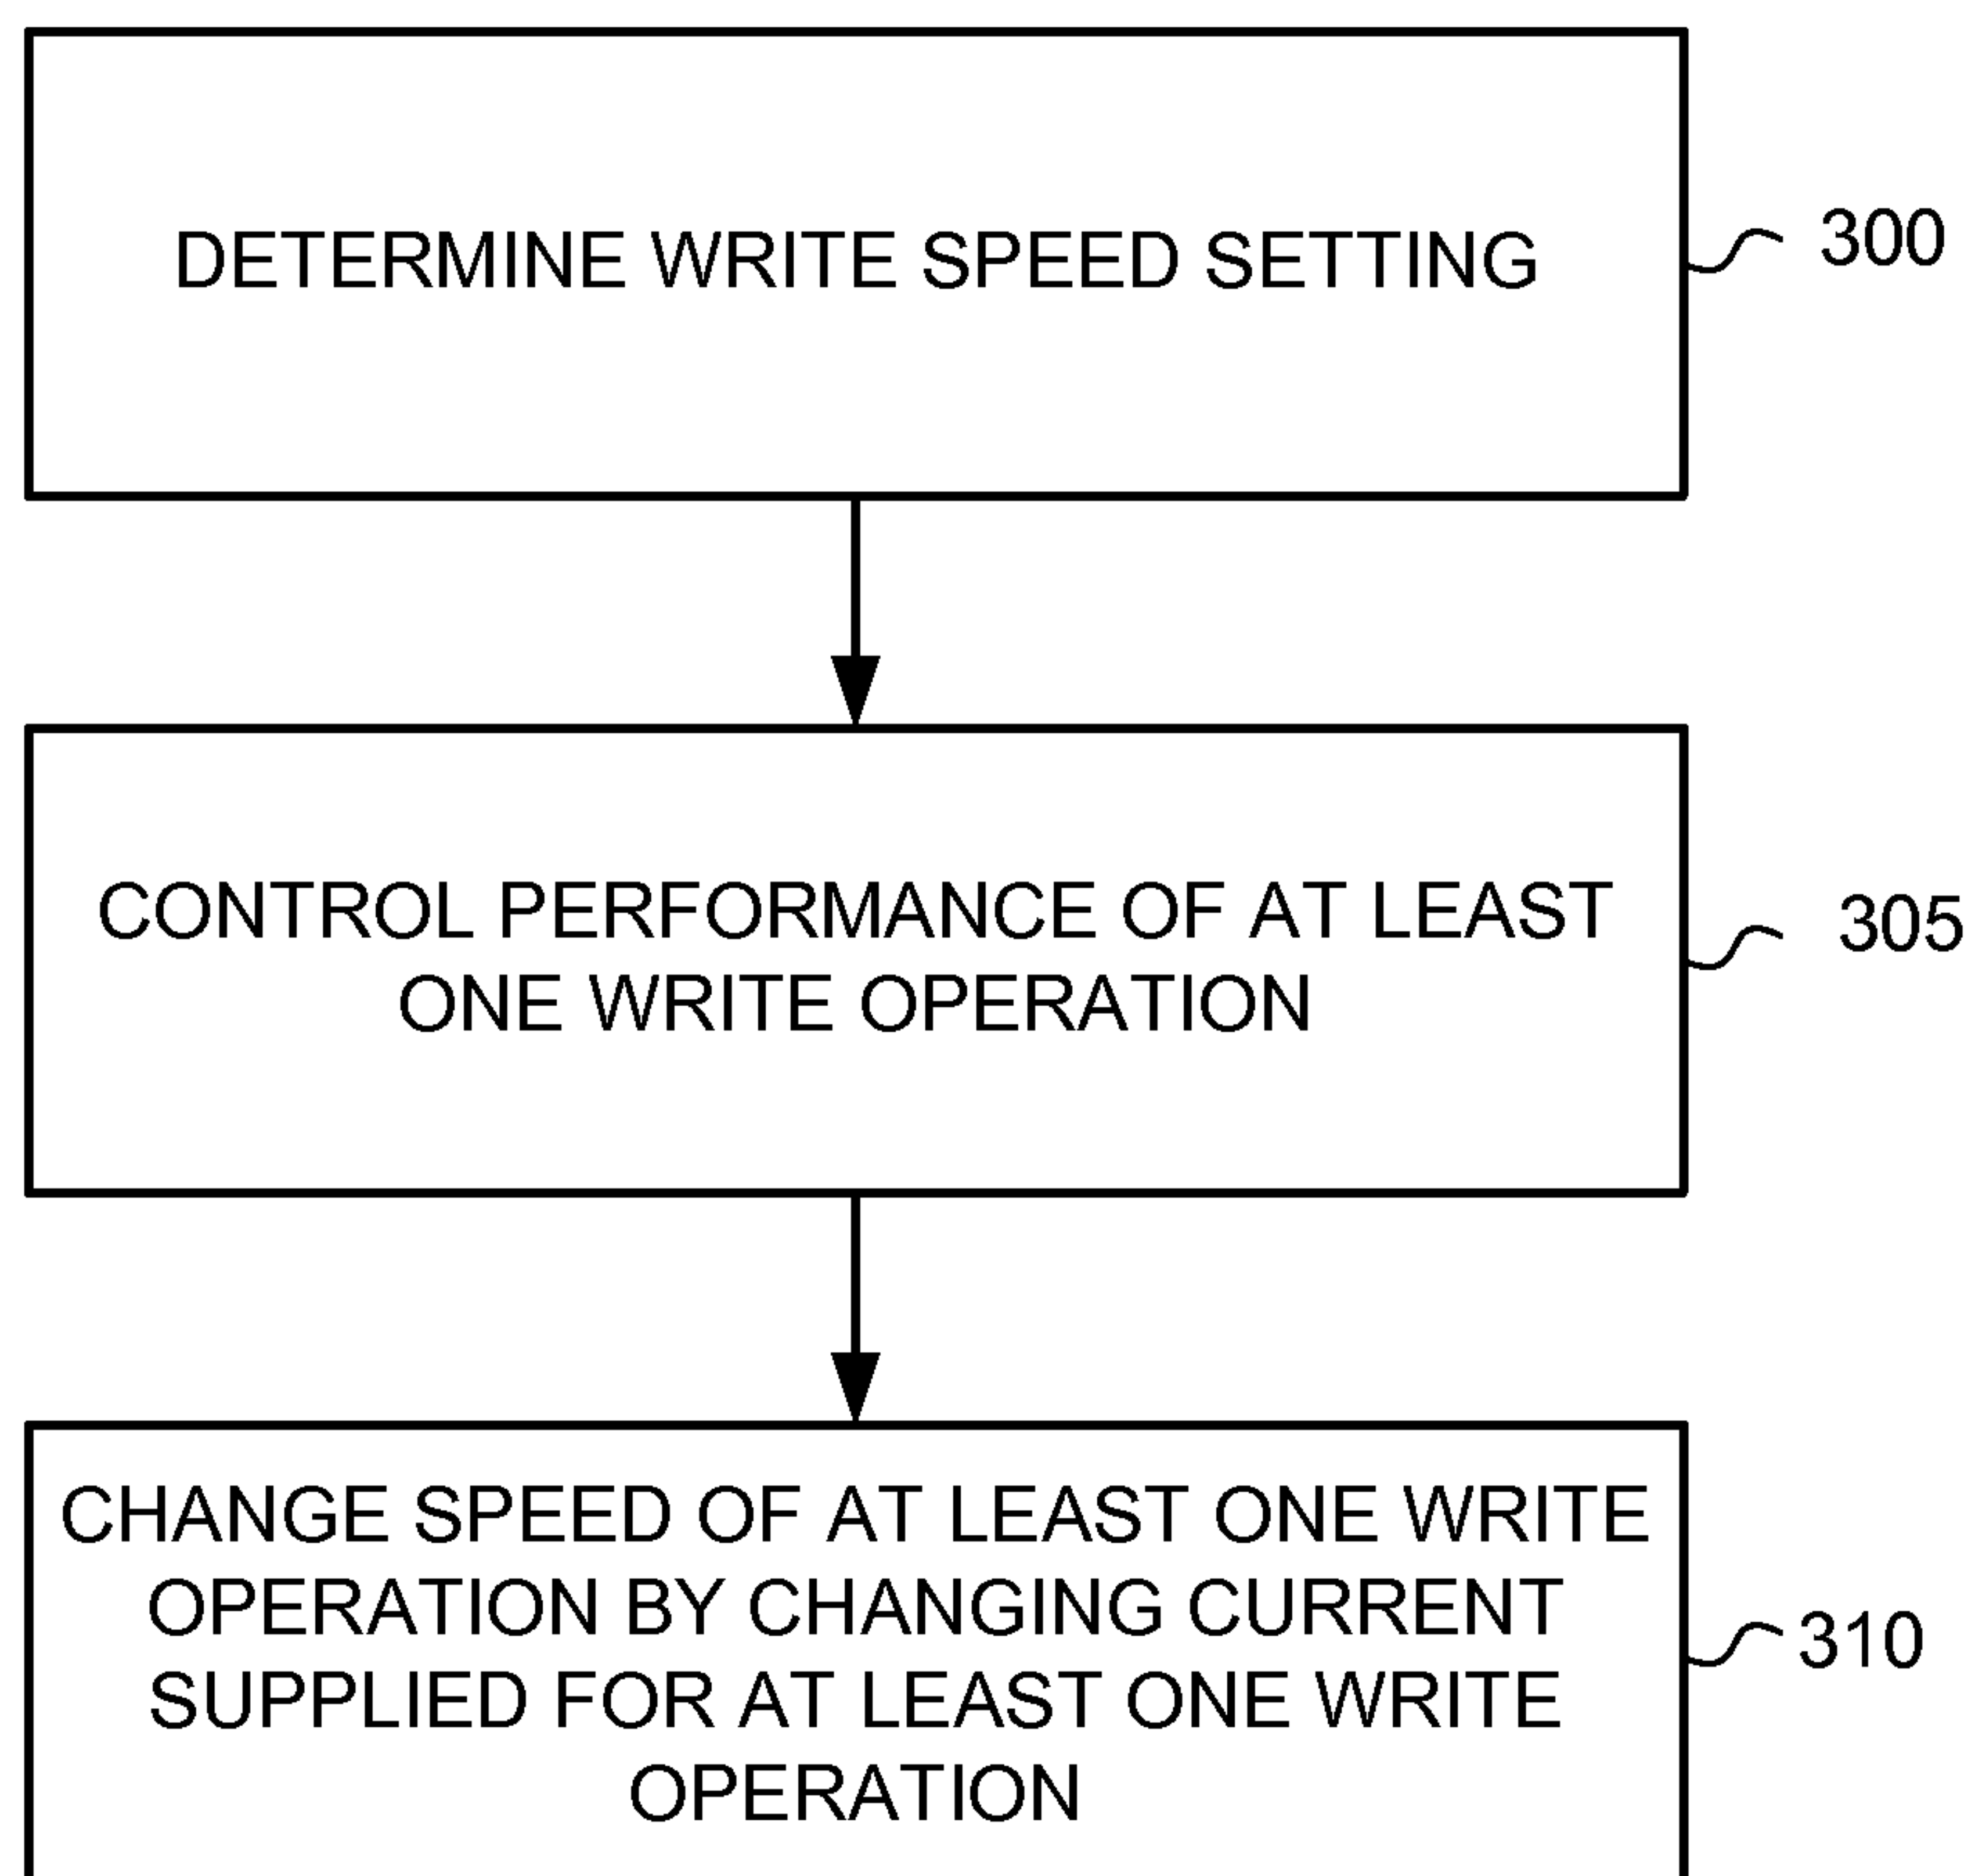 DETERMINE WRITE SPEED SETTING
300
CONTROL PERFORMANCE OF AT LEAST
ONE WRITE OPERATION
305
CHANGE SPEED OF AT LEAST ONE WRITE
OPERATION BY CHANGING CURRENT
SUPPLIED FOR AT LEAST ONE WRITE
OPERATION
310